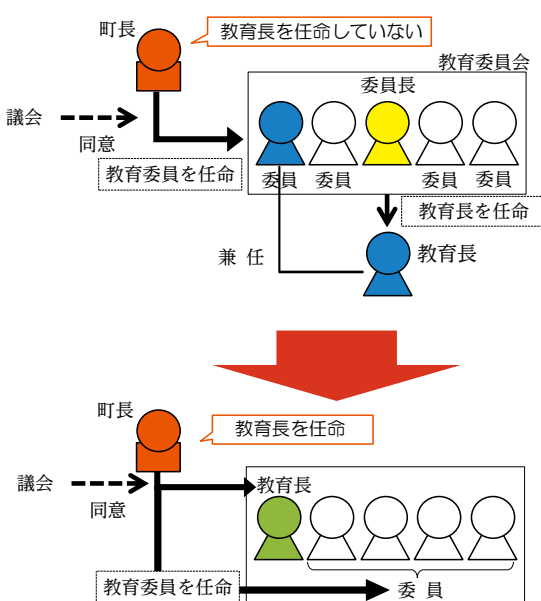 町長
教育長を任命していない
教育委員会
委員長
議会
同意
教育委員を任命
委員
委員
委員
委員
教育長を任命
教育長
兼 任
町長
教育長を任命
議会
同意
教育長
教育委員を任命
委 員